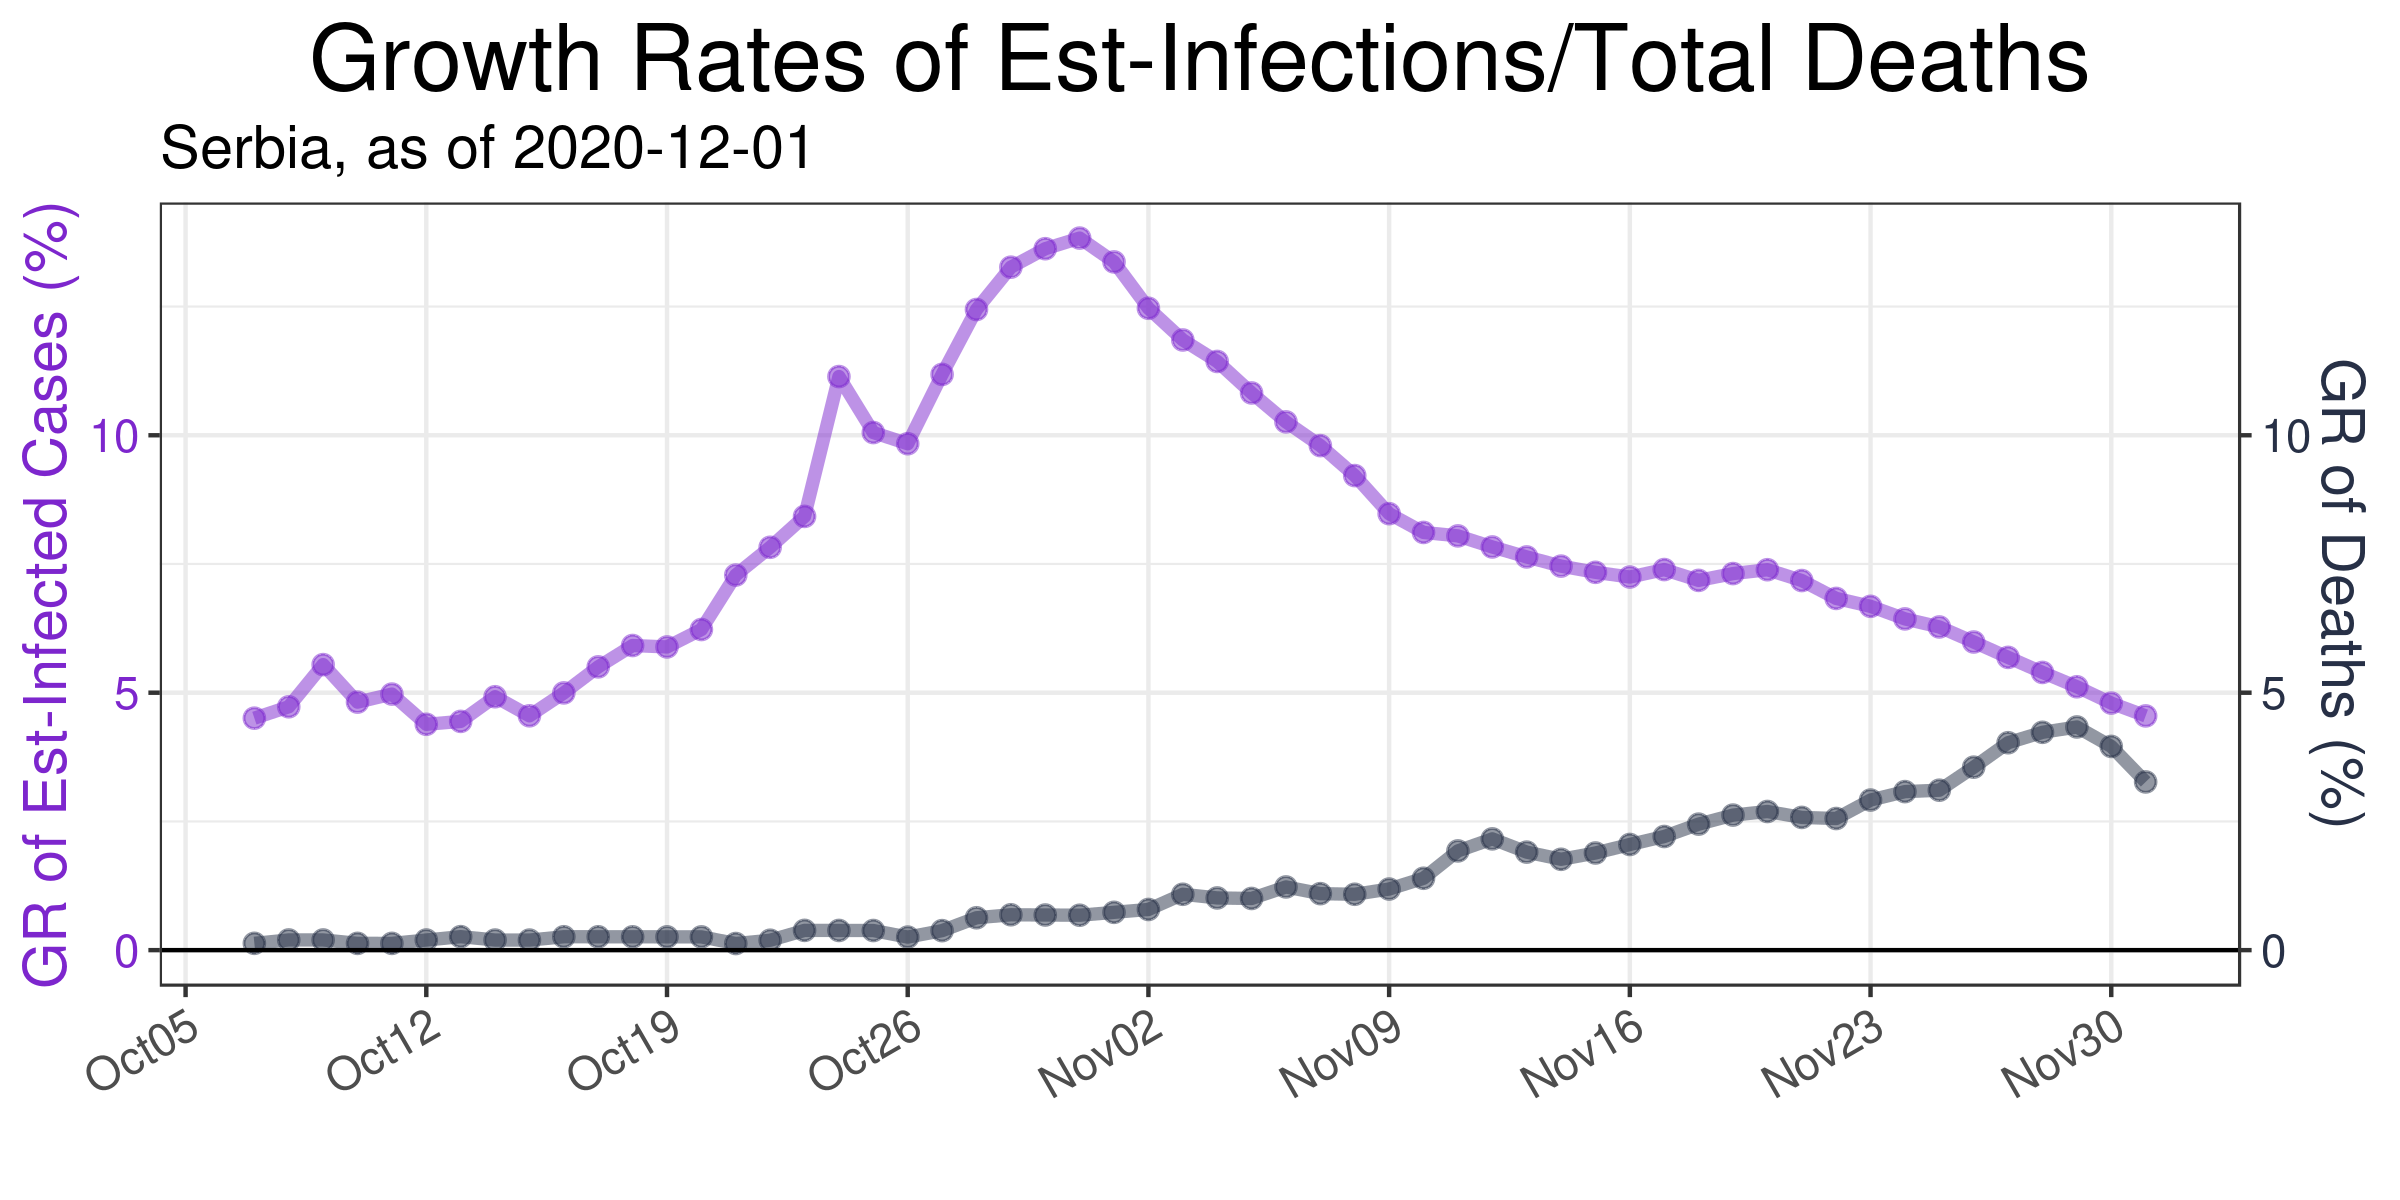 Growth Rates of Est-Infections/Total Deaths
Serbia, as of 2020-12-01
GR of Est-Infected Cases (%)
10
5
0
10
5
0
GR of Deaths (%)
Oct05
Oct12
Oct19
Oct26
Nov02
Nov09
Nov16
Nov23
Nov30